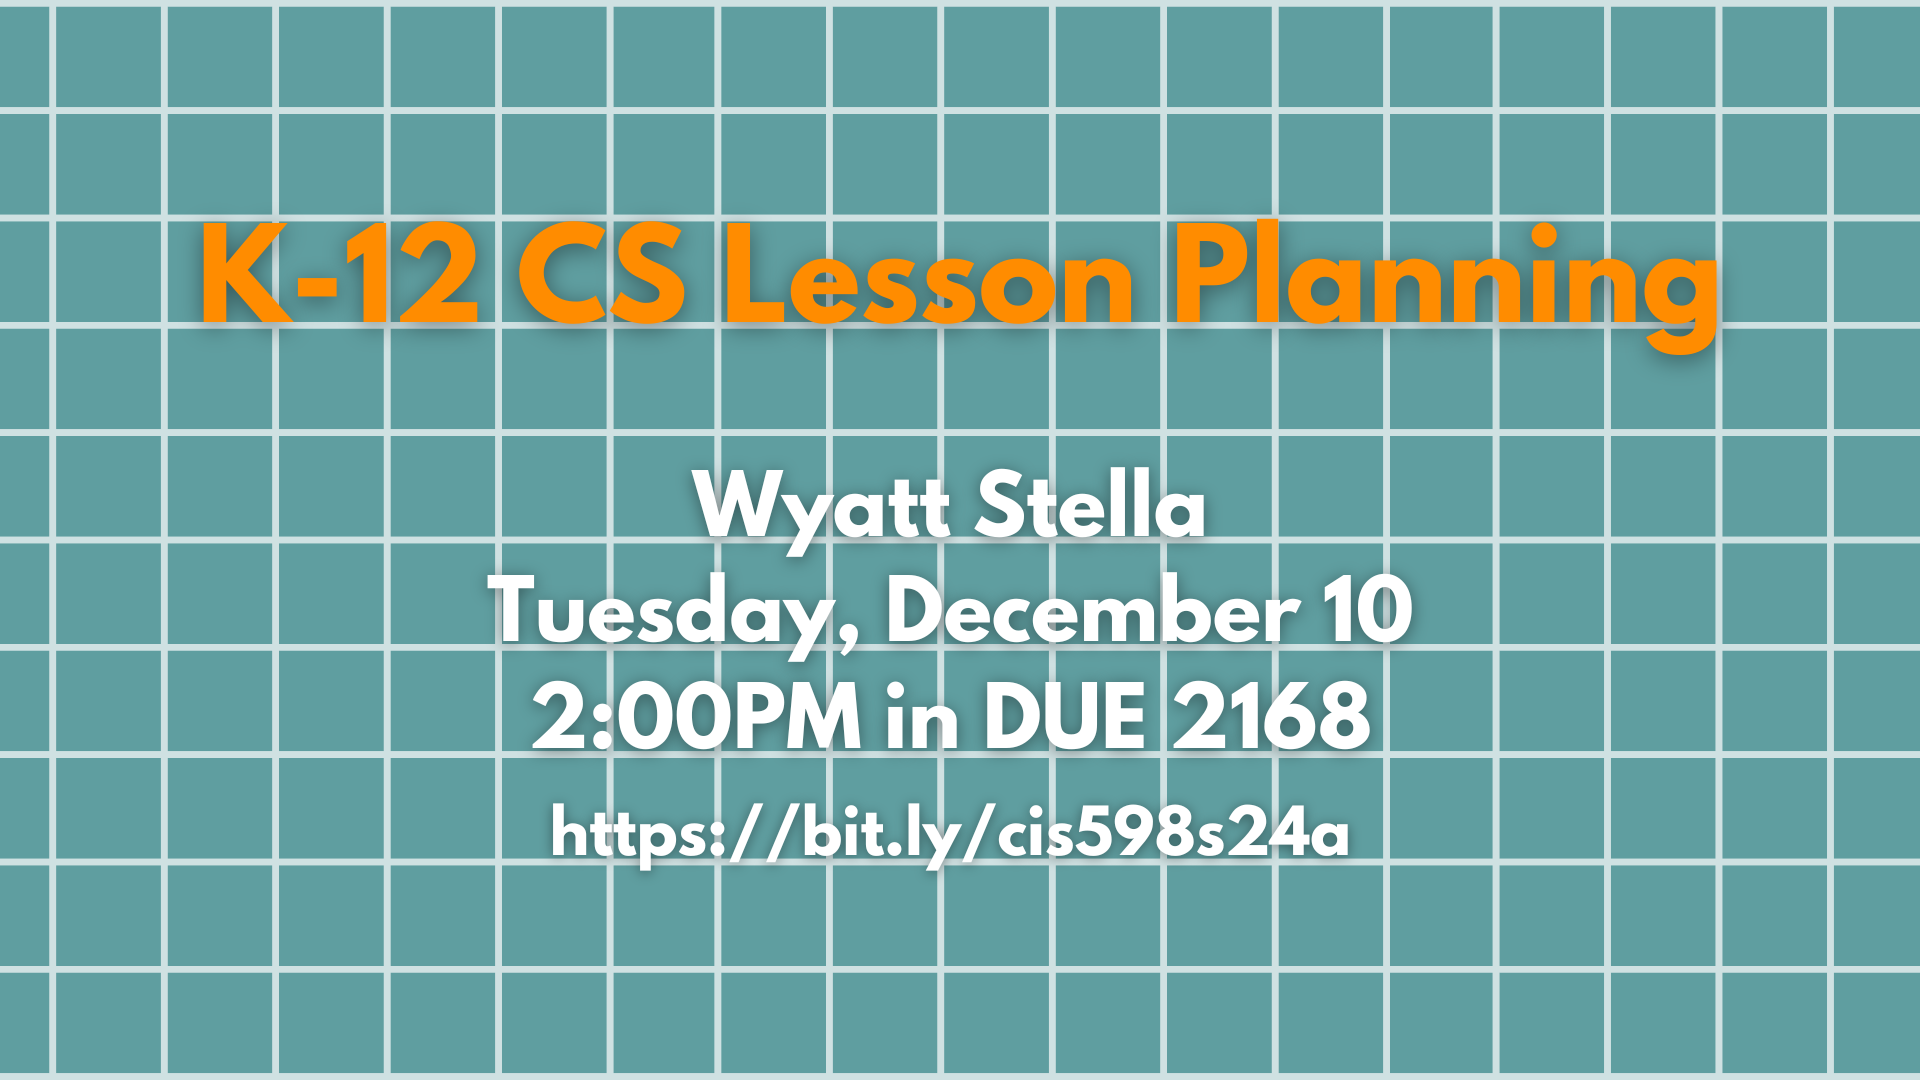 K-12 CS Lesson Planning
Wyatt Stella
Tuesday, December 10
2:00PM in DUE 2168
https://bit.ly/cis598s24a